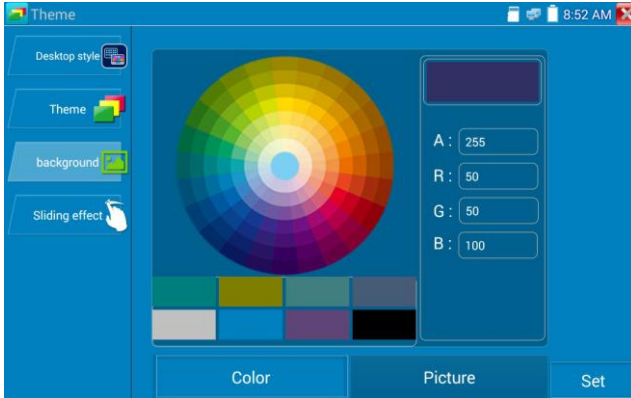 Theme
8:52 AM
Desktop style
Theme
background
Sliding effect
A : 255
R : 50
G : 50
B : 100
Color
Picture
Set